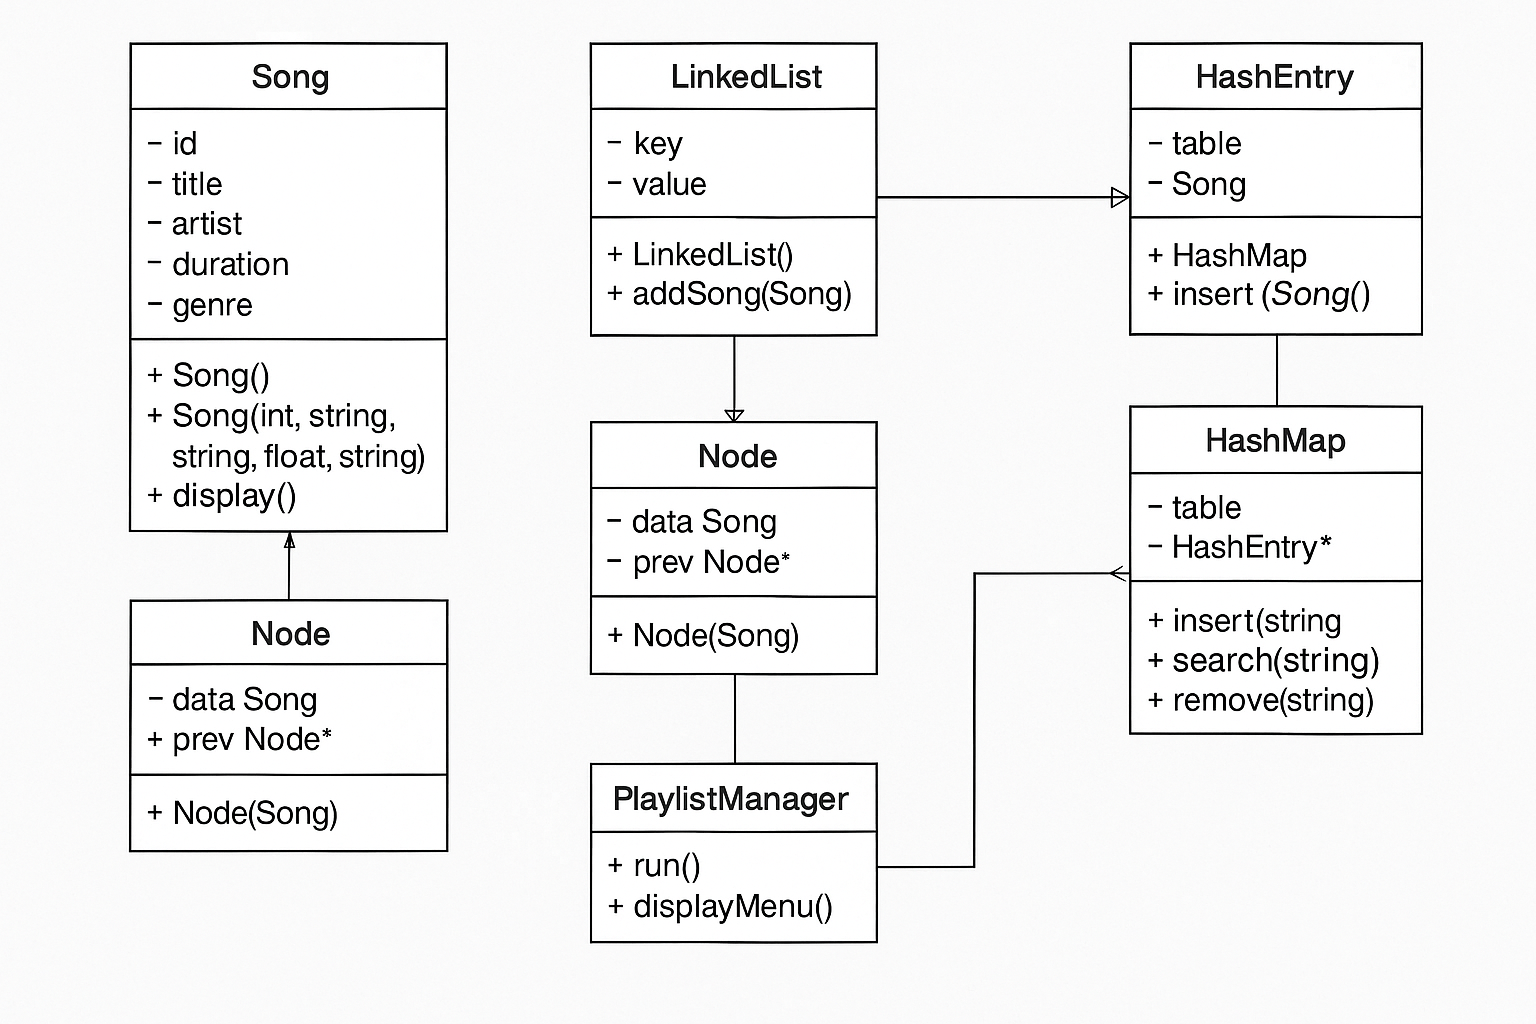 Song
- id
- title
- artist
- duration
- genre
+ Song()
+ Song(int, string,
string, float, string)
+ display()
Node
- data Song
+ prev Node*
+ Node(Song)
LinkedList
- key
- value
+ LinkedList()
+ addSong(Song)
Node
- data Song
- prev Node*
+ Node(Song)
PlaylistManager
+ run()
+ displayMenu()
HashEntry
- table
- Song
+ HashMap
+ insert (Song()
HashMap
- table
- HashEntry*
+ insert(string
+ search(string)
+ remove(string)